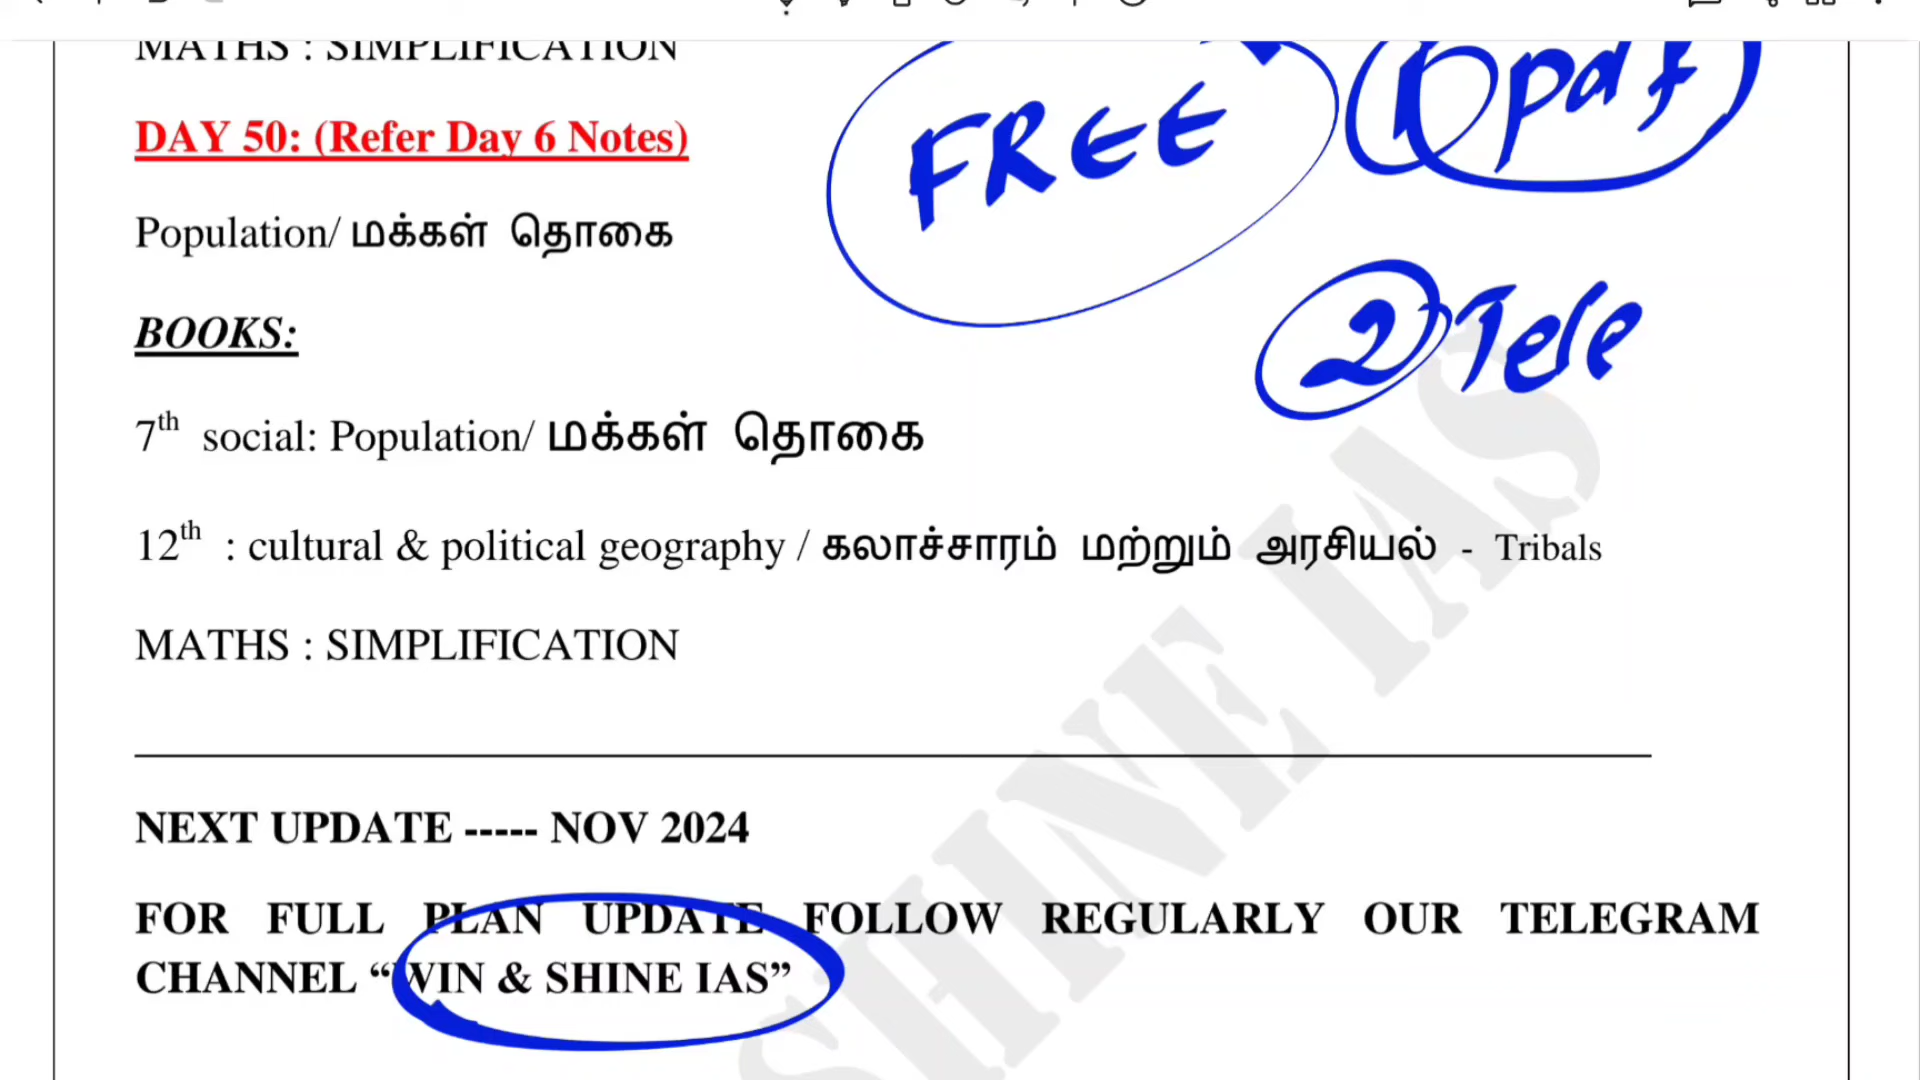 MATHS : SIMPLIFICATION
DAY 50: (Refer Day 6 Notes)
Population/ மக்கள் தொகை
BOOKS:
7th social: Population/ மக்கள் தொகை
12th : cultural & political geography / கலாச்சாரம் மற்றும் அரசியல் - Tribals
MATHS : SIMPLIFICATION
NEXT UPDATE ----- NOV 2024
FOR FULL PLAN UPDATE FOLLOW REGULARLY OUR TELEGRAM
CHANNEL “WIN & SHINE IAS”
FREE
1 pdf
2 Tele
SHINE IAS